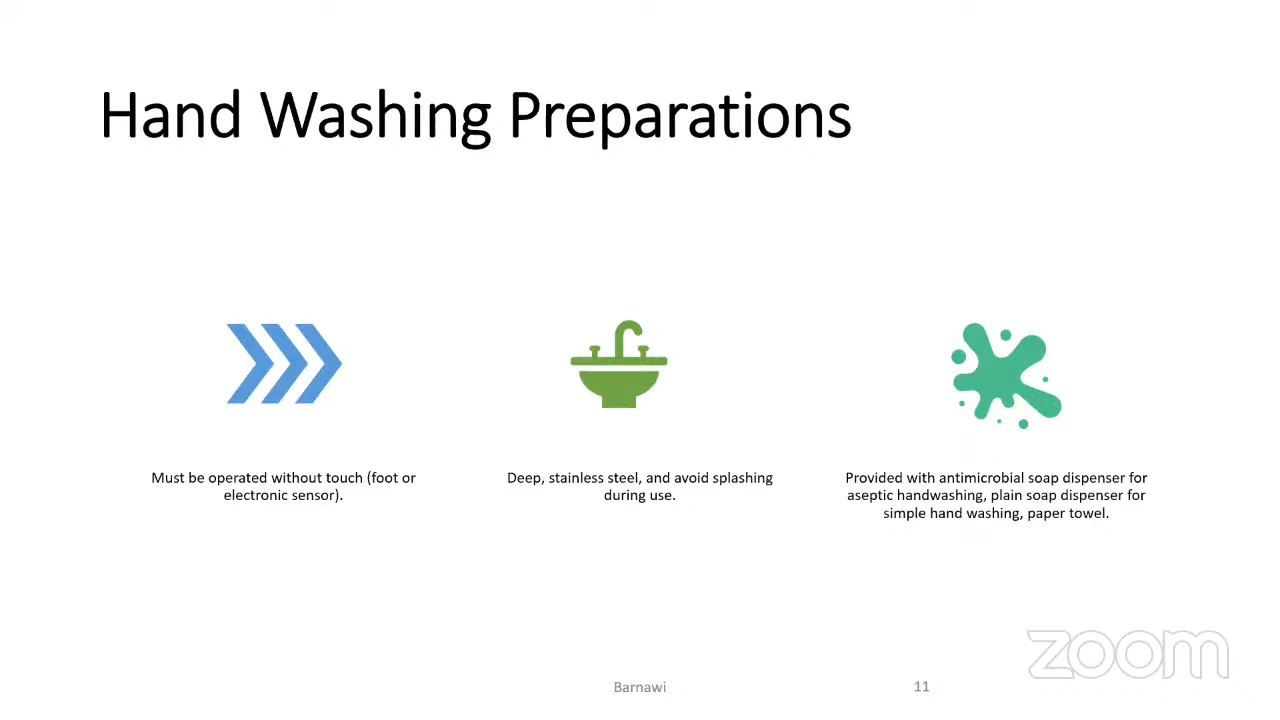 Hand Washing Preparations
Must be operated without touch (foot or
electronic sensor).
Deep, stainless steel, and avoid splashing
during use.
Provided with antimicrobial soap dispenser for
aseptic handwashing, plain soap dispenser for
simple hand washing, paper towel.
zoom
Barnawi
11